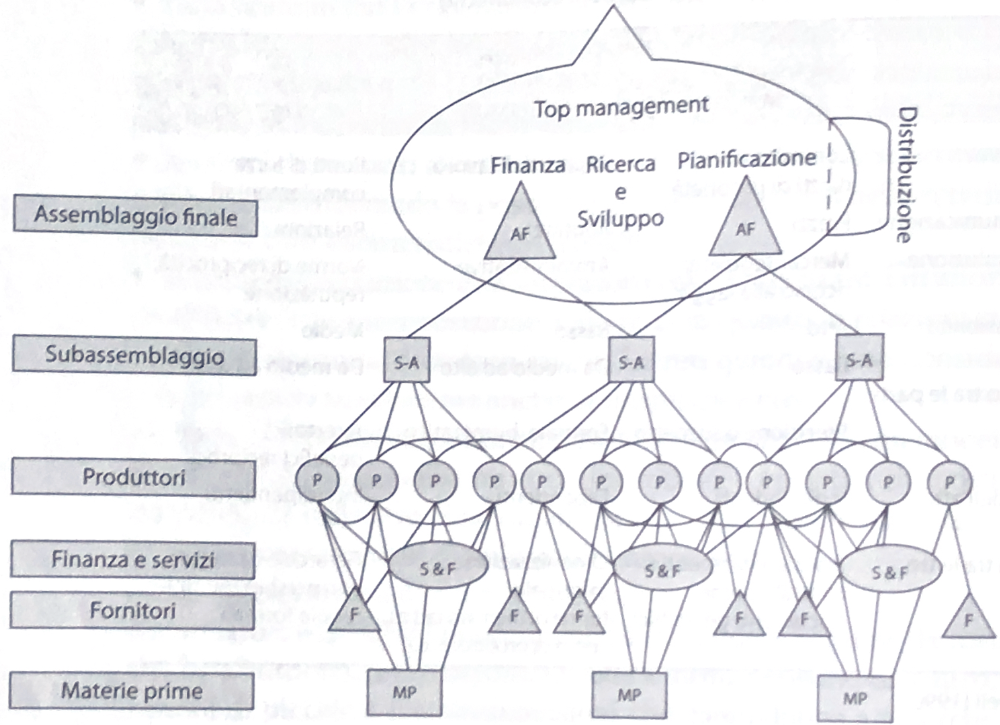 Top management
Distribuzione
Finanza
Ricerca
e
Sviluppo
Pianificazione
Assemblaggio finale
AF
AF
Subassemblaggio
S-A
S-A
S-A
Produttori
P
P
P
P
P
P
P
P
P
P
P
P
Finanza e servizi
S & F
S & F
S & F
Fornitori
F
F
F
F
F
F
Materie prime
MP
MP
MP